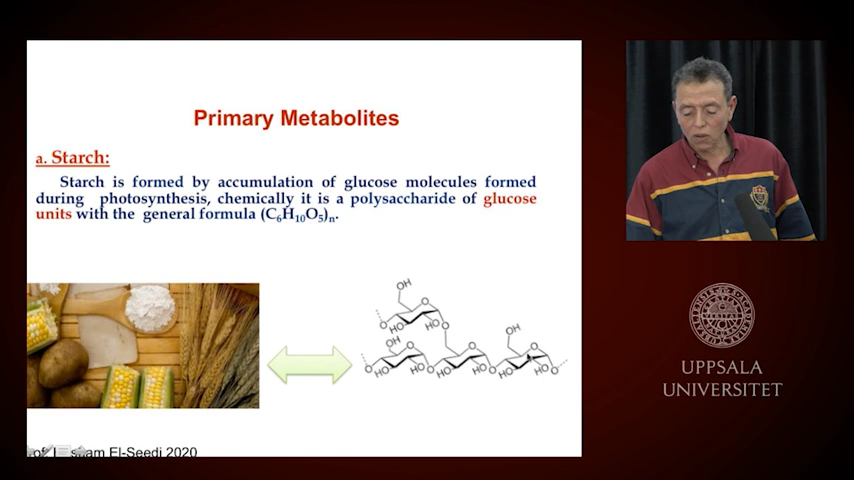 Primary Metabolites
a. Starch:
Starch is formed by accumulation of glucose molecules formed
during photosynthesis, chemically it is a polysaccharide of glucose
units with the general formula (C₆H₁₀O₅)ₙ.
OH
O
O
HO
HO
OH
OH
O
O
O
O
HO
HO
O
HO
HO
O
HO
HO
O
El-Seedi 2020
UPPSALA
UNIVERSITET